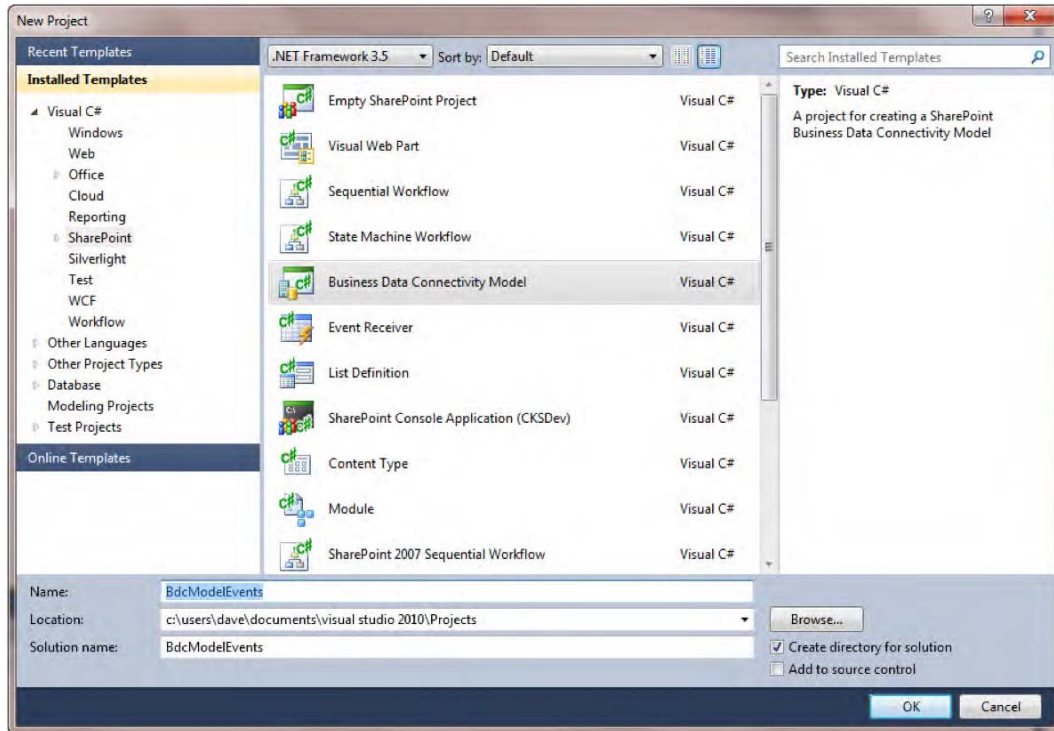 New Project
Recent Templates
Installed Templates
Visual C#
Windows
Web
Office
Cloud
Reporting
SharePoint
Silverlight
Test
WCF
Workflow
Other Languages
Other Project Types
Database
Modeling Projects
Test Projects
Online Templates
.NET Framework 3.5 Sort by: Default
Empty SharePoint Project Visual C#
Visual Web Part Visual C#
Sequential Workflow Visual C#
State Machine Workflow Visual C#
Business Data Connectivity Model Visual C#
Event Receiver Visual C#
List Definition Visual C#
SharePoint Console Application (CKSDev) Visual C#
Content Type Visual C#
Module Visual C#
SharePoint 2007 Sequential Workflow Visual C#
Search Installed Templates
Type: Visual C#
A project for creating a SharePoint
Business Data Connectivity Model
Name: BdcModelEvents
Location: c:\users\dave\documents\visual studio 2010\Projects Browse...
Solution name: BdcModelEvents
Create directory for solution
Add to source control
OK Cancel